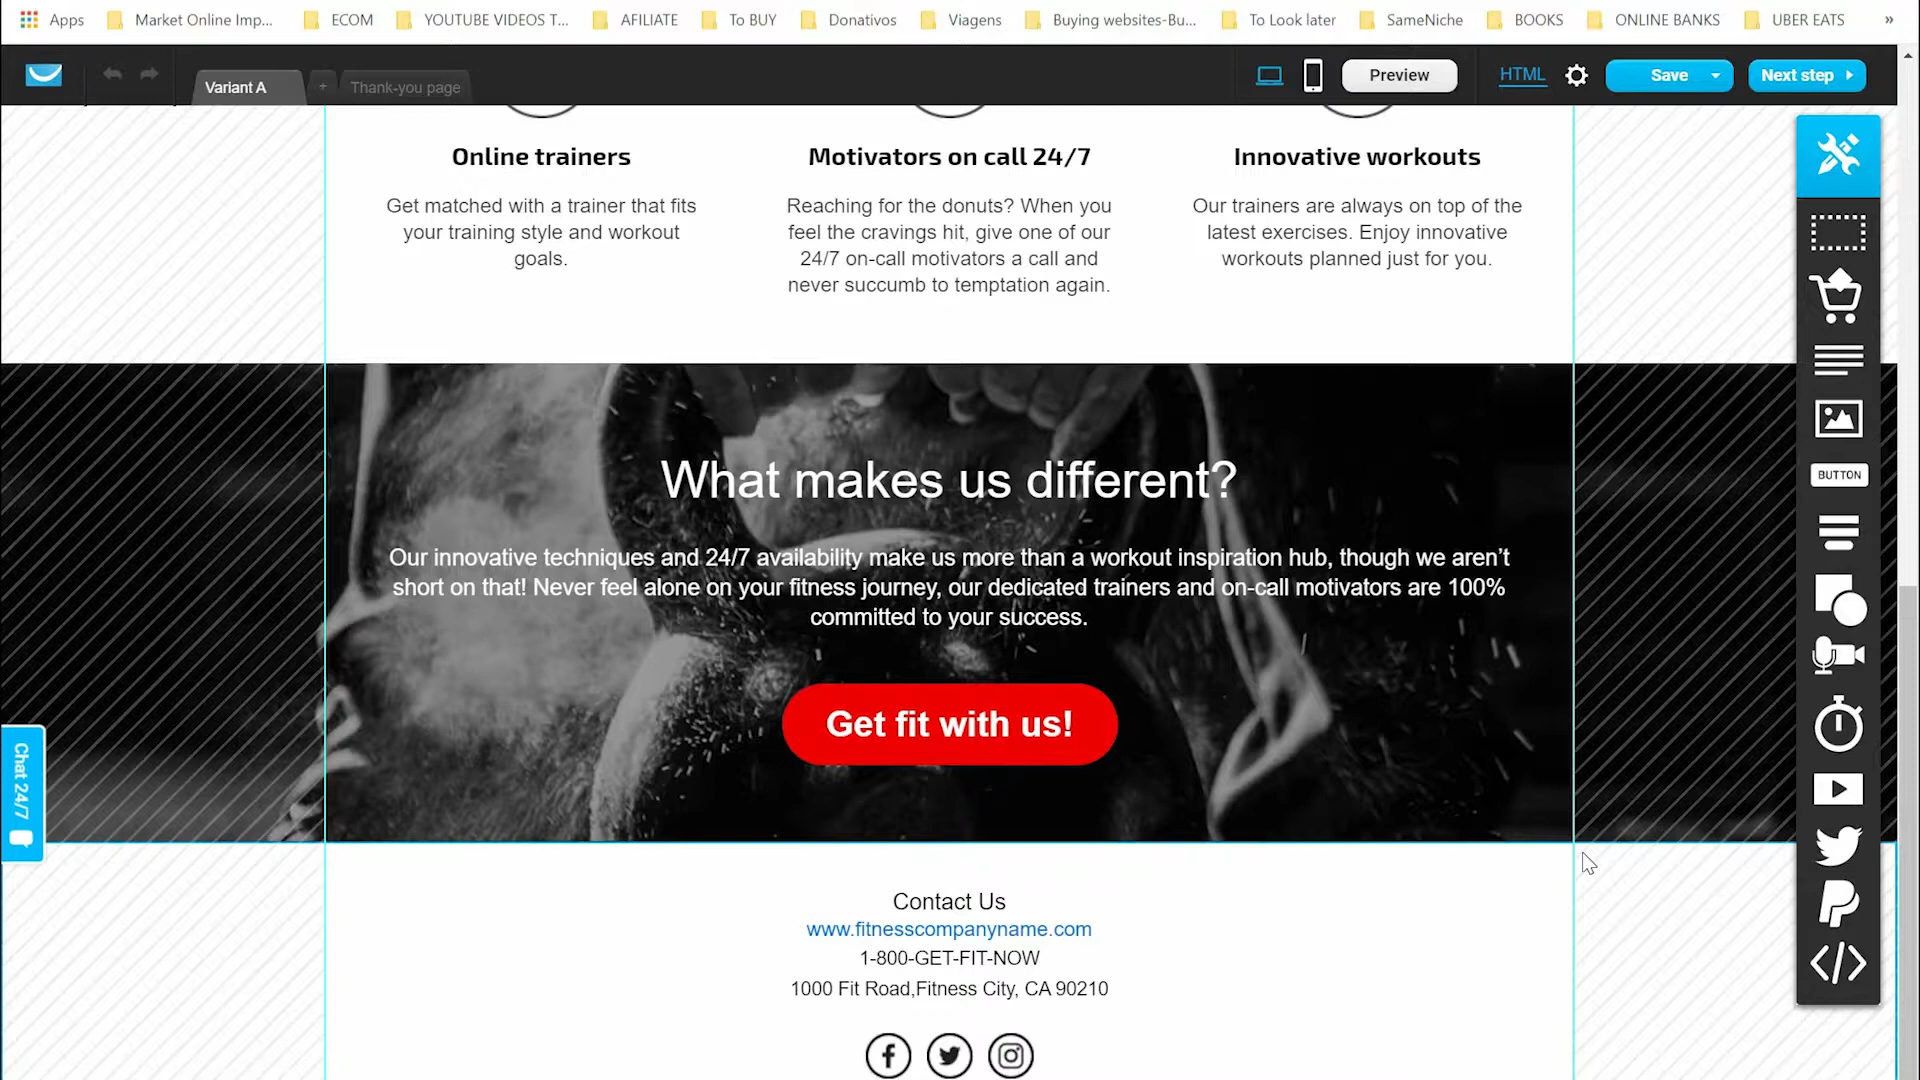 Apps
Market Online Imp...
ECOM
YOUTUBE VIDEOS T...
AFILIATE
To BUY
Donativos
Viagens
Buying websites-Bu...
To Look later
SameNiche
BOOKS
ONLINE BANKS
UBER EATS
»
Variant A
+
Thank-you page
Preview
HTML
Save
Next step
Online trainers
Get matched with a trainer that fits
your training style and workout
goals.
Motivators on call 24/7
Reaching for the donuts? When you
feel the cravings hit, give one of our
24/7 on-call motivators a call and
never succumb to temptation again.
Innovative workouts
Our trainers are always on top of the
latest exercises. Enjoy innovative
workouts planned just for you.
BUTTON
What makes us different?
Our innovative techniques and 24/7 availability make us more than a workout inspiration hub, though we aren’t
short on that! Never feel alone on your fitness journey, our dedicated trainers and on-call motivators are 100%
committed to your success.
Get fit with us!
Chat 24/7
Contact Us
www.fitnesscompanyname.com
1-800-GET-FIT-NOW
1000 Fit Road,Fitness City, CA 90210